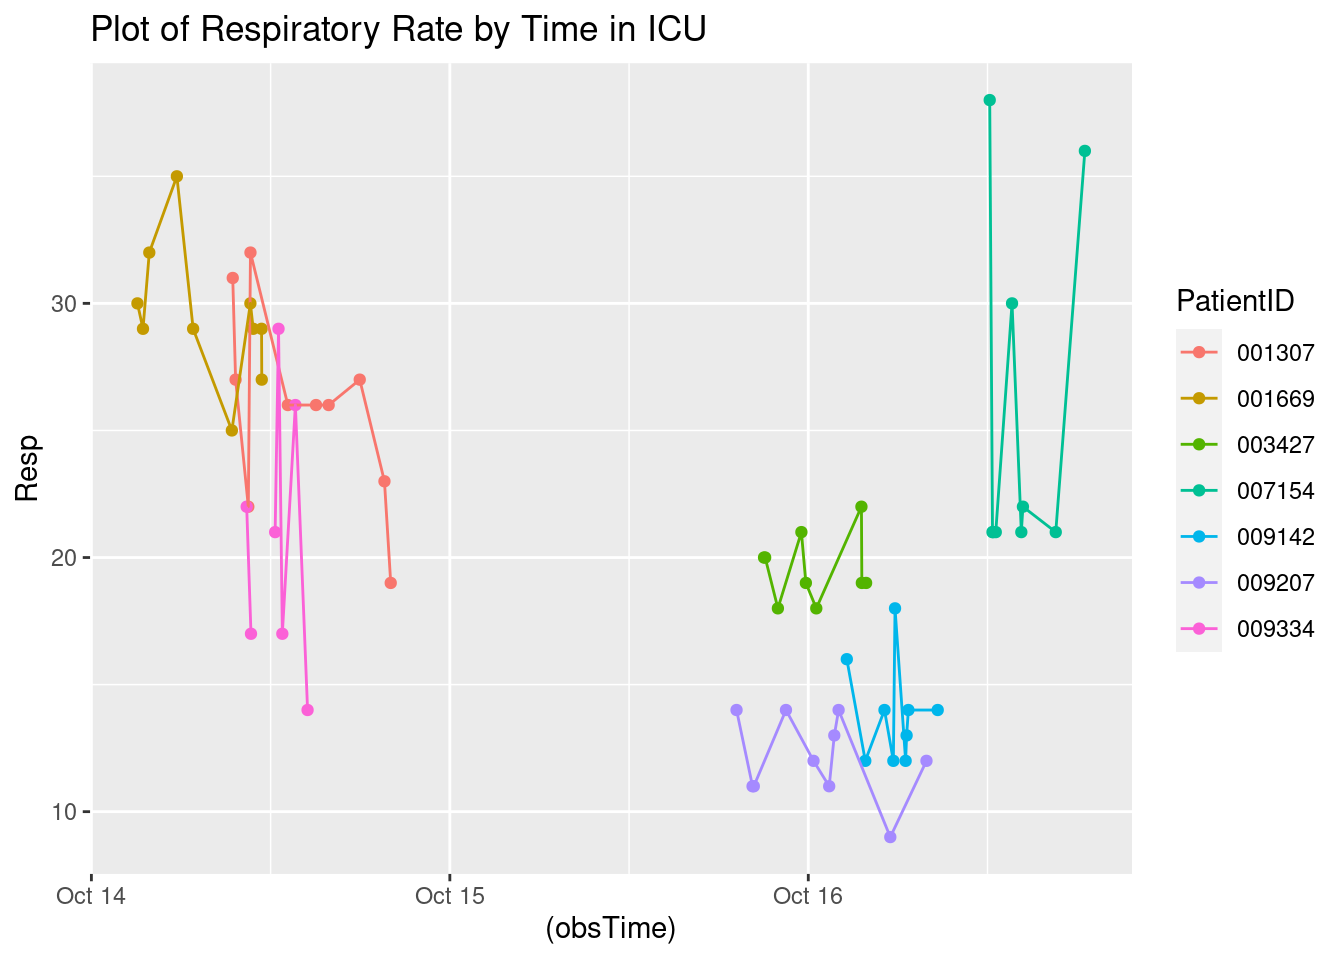 Plot of Respiratory Rate by Time in ICU
Resp
30
20
10
Oct 14
Oct 15
Oct 16
(obsTime)
PatientID
001307
001669
003427
007154
009142
009207
009334